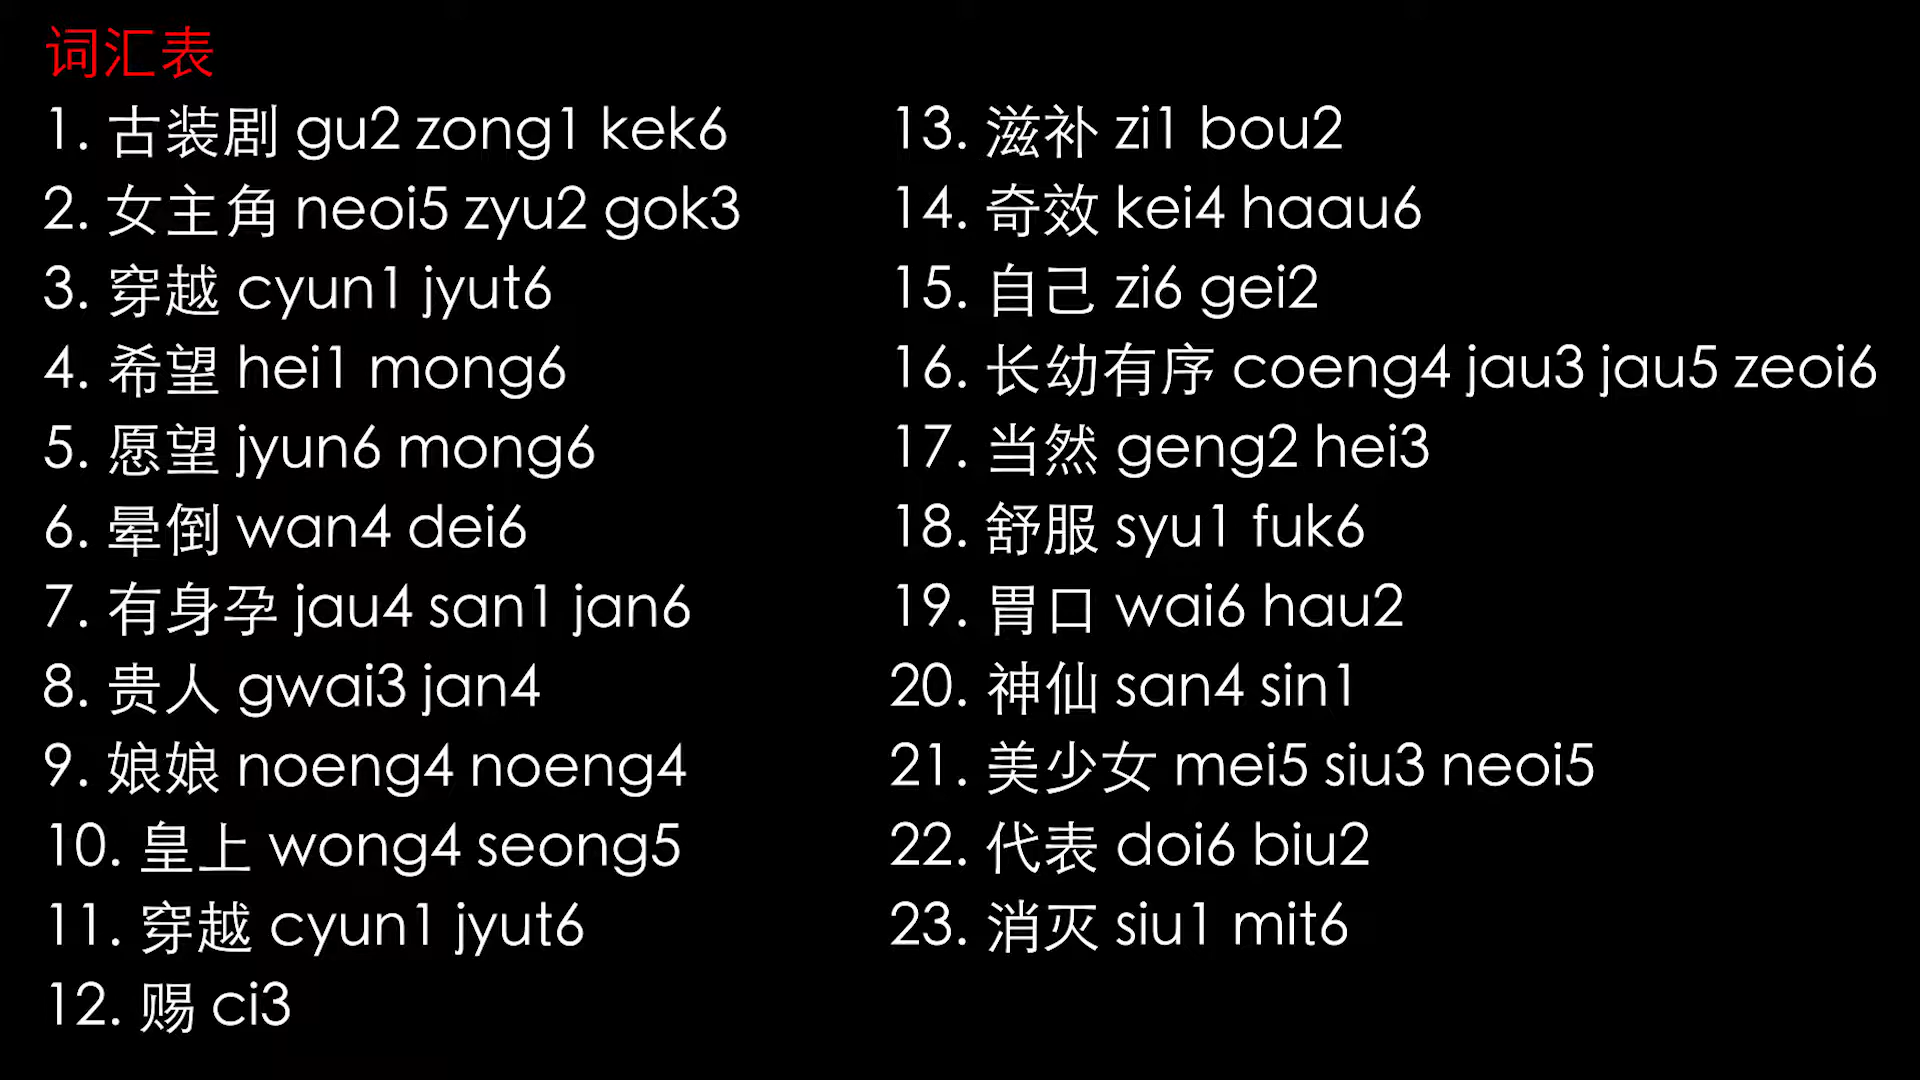 词汇表
1. 古装剧 gu2 zong1 kek6
2. 女主角 neoi5 zyu2 gok3
3. 穿越 cyun1 jyut6
4. 希望 hei1 mong6
5. 愿望 jyun6 mong6
6. 晕倒 wan4 dei6
7. 有身孕 jau4 san1 jan6
8. 贵人 gwai3 jan4
9. 娘娘 noeng4 noeng4
10. 皇上 wong4 seong5
11. 穿越 cyun1 jyut6
12. 赐 ci3
13. 滋补 zi1 bou2
14. 奇效 kei4 haau6
15. 自己 zi6 gei2
16. 长幼有序 coeng4 jau3 jau5 zeoi6
17. 当然 geng2 hei3
18. 舒服 syu1 fuk6
19. 胃口 wai6 hau2
20. 神仙 san4 sin1
21. 美少女 mei5 siu3 neoi5
22. 代表 doi6 biu2
23. 消灭 siu1 mit6